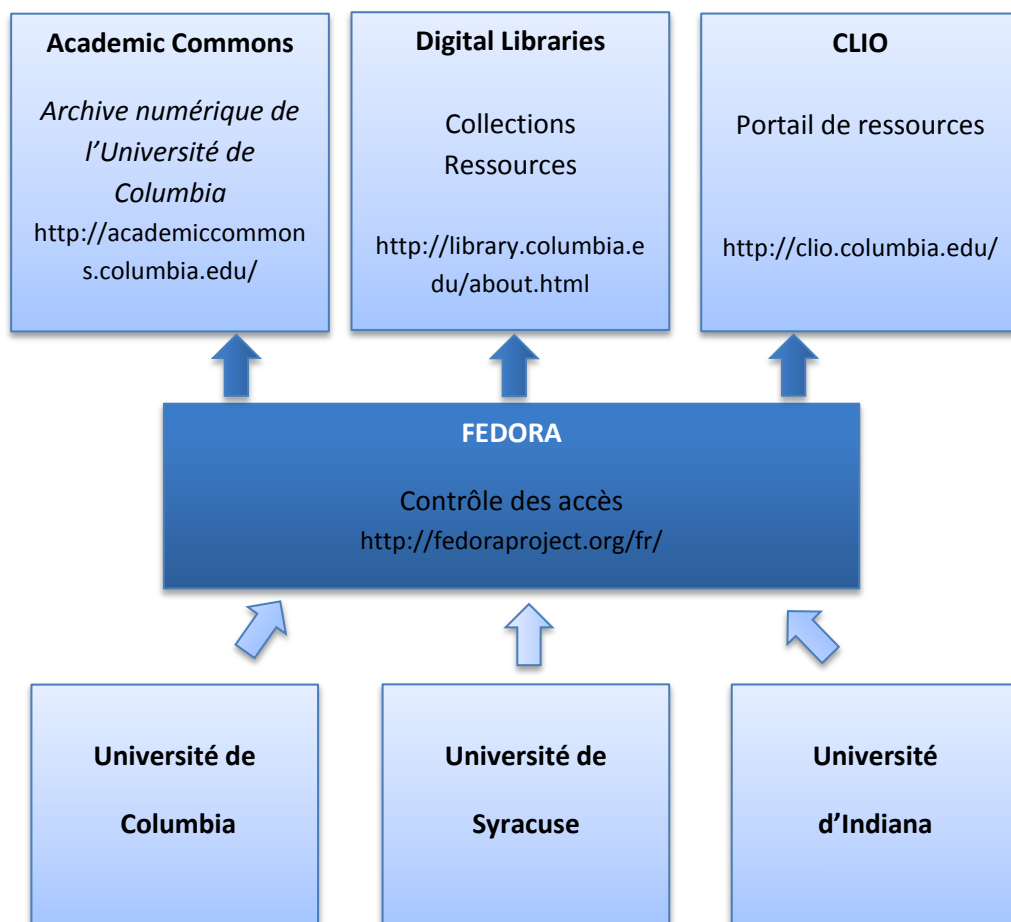 Academic Commons
Archive numérique de
l’Université de
Columbia
http://academiccommon
s.columbia.edu/
Digital Libraries
Collections
Ressources
http://library.columbia.e
du/about.html
CLIO
Portail de ressources
http://clio.columbia.edu/
FEDORA
Contrôle des accès
http://fedoraproject.org/fr/
Université de
Columbia
Université de
Syracuse
Université
d’Indiana